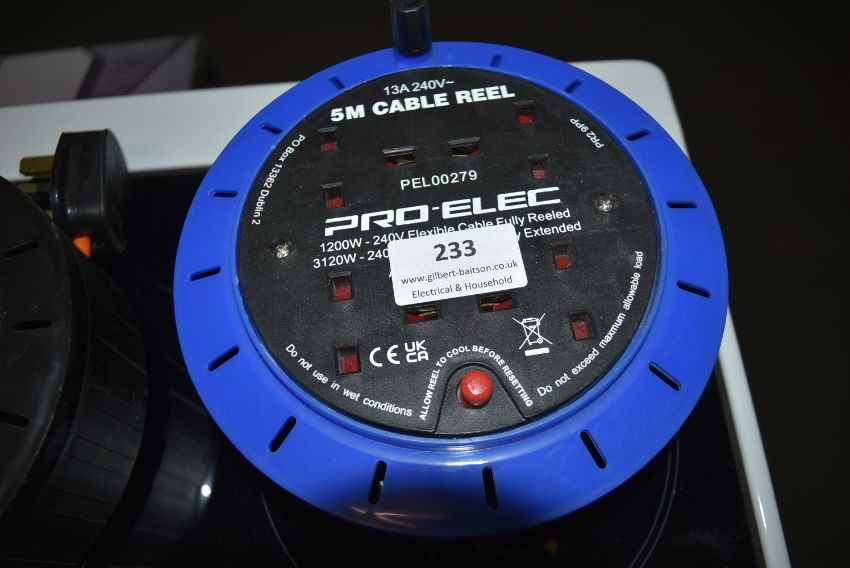 13A 240V~
5M CABLE REEL
PO Box 13362 Dublin 2
PR2 9PP
PEL00279
PRO-ELEC
1200W - 240V Flexible Cable Fully Reeled
3120W - 240 Extended
233
www.gilbert-baitson.co.uk
Electrical & Household
Do not use in wet conditions
CE UK CA
ALLOW REEL TO COOL BEFORE RESETTING
Do not exceed maximum allowable load